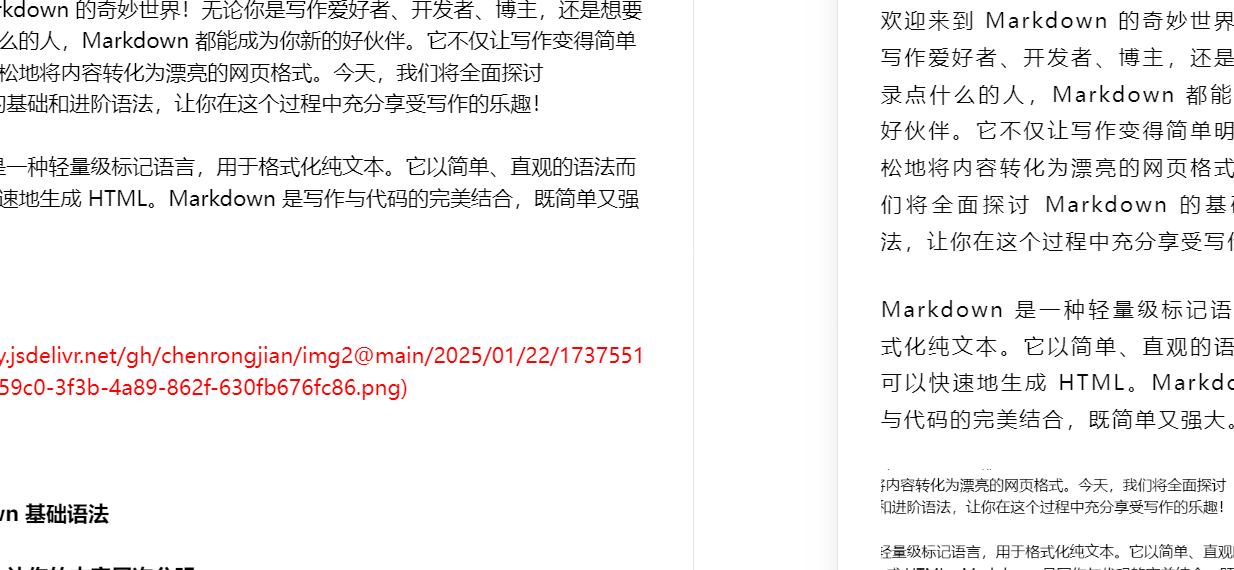 rkdown 的奇妙世界！无论你是写作爱好者、开发者、博主，还是想要
么的人，Markdown 都能成为你新的好伙伴。它不仅让写作变得简单
松地将内容转化为漂亮的网页格式。今天，我们将全面探讨
的基础和进阶语法，让你在这个过程中充分享受写作的乐趣！
是一种轻量级标记语言，用于格式化纯文本。它以简单、直观的语法而
速地生成 HTML。Markdown 是写作与代码的完美结合，既简单又强
y.jsdelivr.net/gh/chenrongjian/img2@main/2025/01/22/1737551
59c0-3f3b-4a89-862f-630fb676fc86.png)
wn 基础语法
欢迎来到 Markdown 的奇妙世界
写作爱好者、开发者、博主，还是
录点什么的人，Markdown 都能
好伙伴。它不仅让写作变得简单明
松地将内容转化为漂亮的网页格式
们将全面探讨 Markdown 的基础
法，让你在这个过程中充分享受写作
Markdown 是一种轻量级标记语
式化纯文本。它以简单、直观的语
可以快速地生成 HTML。Markdo
与代码的完美结合，既简单又强大。
将内容转化为漂亮的网页格式。今天，我们将全面探讨
和进阶语法，让你在这个过程中充分享受写作的乐趣！
轻量级标记语言，用于格式化纯文本。它以简单、直观